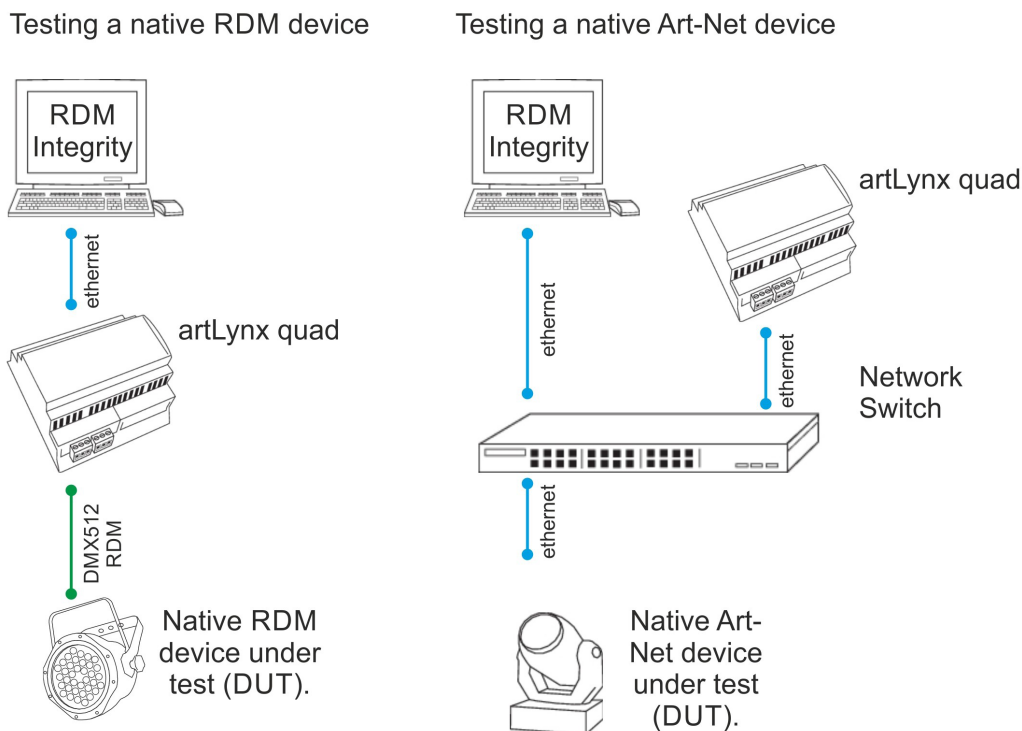 Testing a native RDM device
RDM
Integrity
ethernet
artLynx quad
DMX512
RDM
Native RDM
device under
test (DUT).
Testing a native Art-Net device
RDM
Integrity
artLynx quad
ethernet
ethernet
Network
Switch
ethernet
Native Art-
Net device
under test
(DUT).